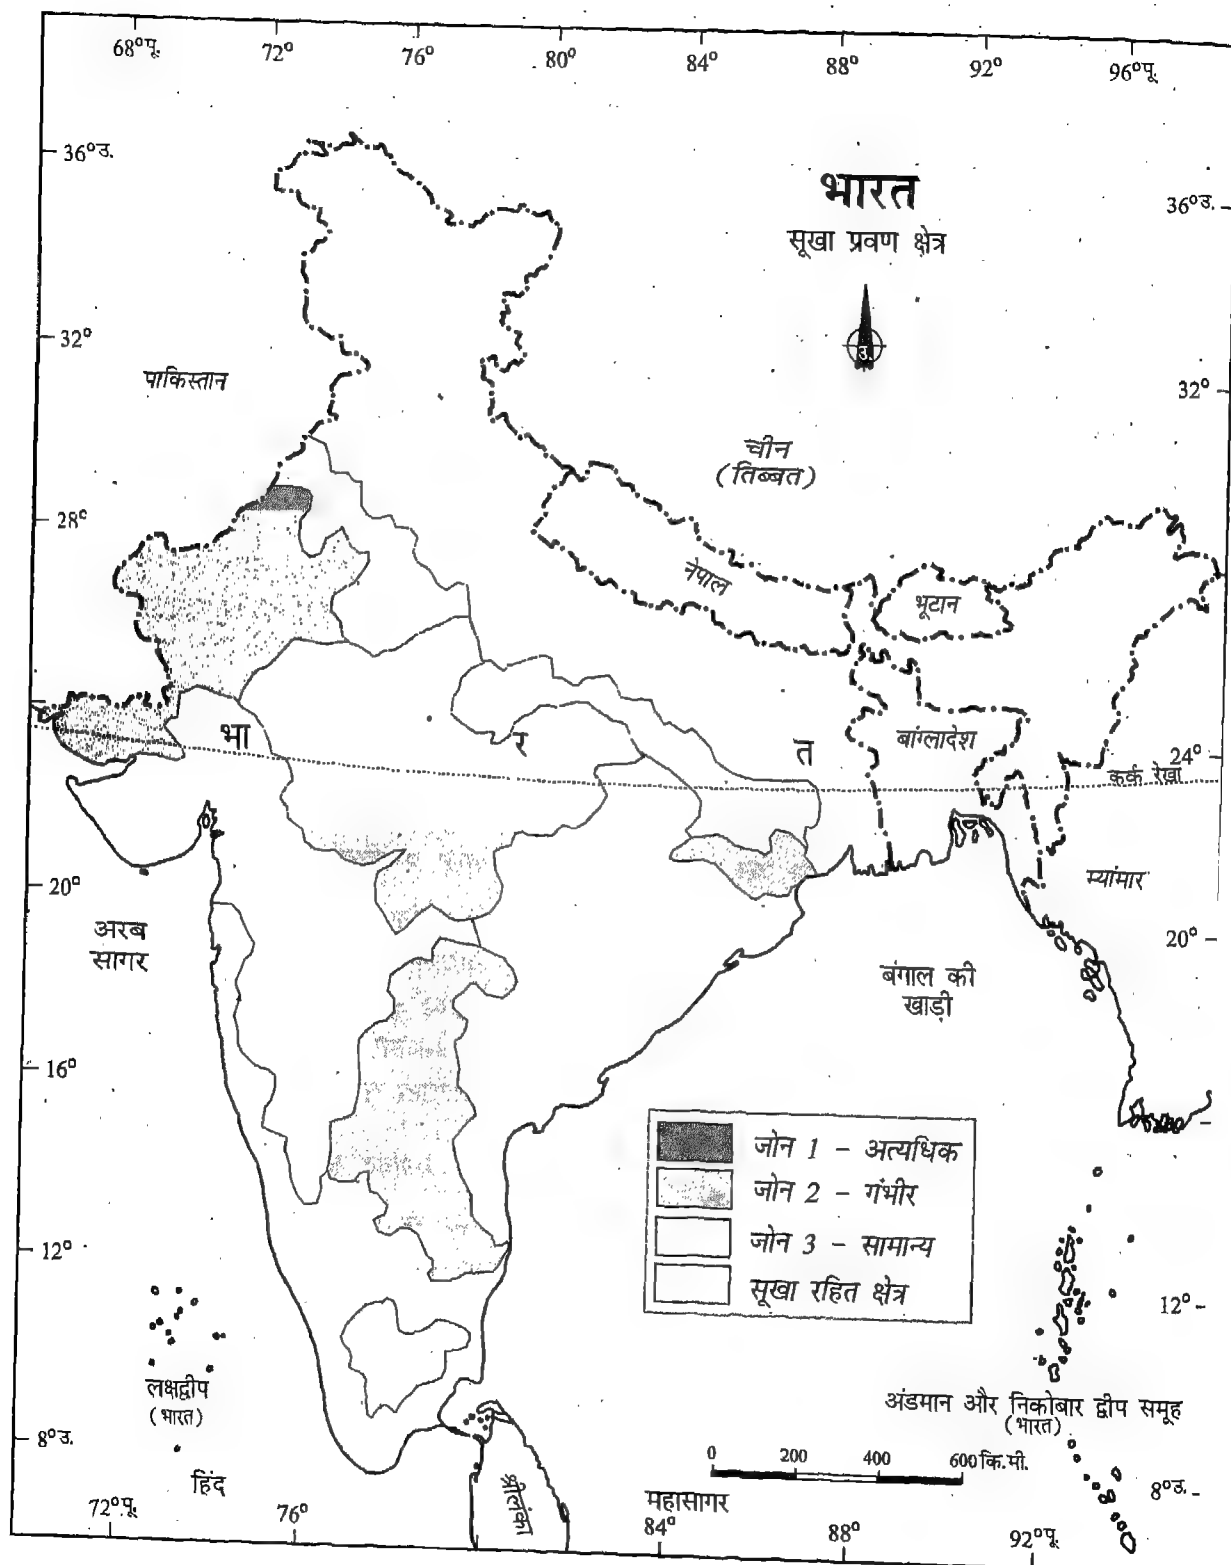 68°पू.
72°
76°
80°
84°
88°
92°
96°पू.
36°उ.
भारत
सूखा प्रवण क्षेत्र
36°उ.
उ.
32°
पाकिस्तान
32°
चीन
(तिब्बत)
28°
नेपाल
भूटान
भा
र
त
बांग्लादेश
24°
कर्क रेखा
20°
म्यांमार
अरब
सागर
20°
बंगाल की
खाड़ी
16°
जोन 1 - अत्यधिक
जोन 2 - गंभीर
जोन 3 - सामान्य
सूखा रहित क्षेत्र
12°
12°
लक्षद्वीप
(भारत)
अंडमान और निकोबार द्वीप समूह
(भारत)
8°उ.
0 200 400 600 कि.मी.
हिंद
महासागर
श्रीलंका
8°उ.
72°पू.
76°
84°
88°
92°पू.